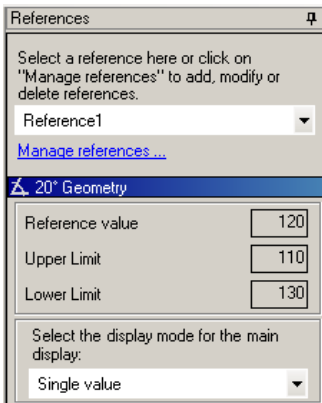 References
Select a reference here or click on
"Manage references" to add, modify or
delete references.
Reference1
Manage references ...
20° Geometry
Reference value 120
Upper Limit 110
Lower Limit 130
Select the display mode for the main
display:
Single value